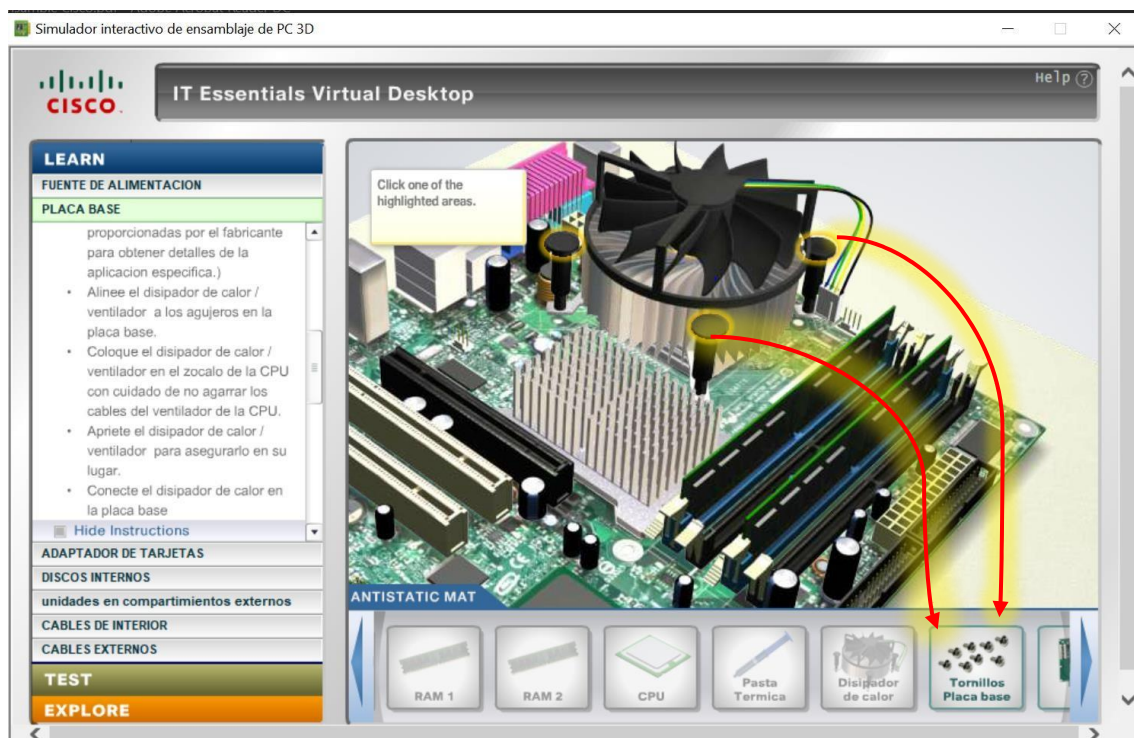 Simulador interactivo de ensamblaje de PC 3D
CISCO
IT Essentials Virtual Desktop
Help ?
LEARN
FUENTE DE ALIMENTACION
PLACA BASE
proporcionadas por el fabricante
para obtener detalles de la
aplicacion especifica.)
• Alinee el disipador de calor /
ventilador a los agujeros en la
placa base.
• Coloque el disipador de calor /
ventilador en el zocalo de la CPU
con cuidado de no agarrar los
cables del ventilador de la CPU.
• Apriete el disipador de calor /
ventilador para asegurarlo en su
lugar.
• Conecte el disipador de calor en
la placa base
Hide Instructions
ADAPTADOR DE TARJETAS
DISCOS INTERNOS
unidades en compartimientos externos
CABLES DE INTERIOR
CABLES EXTERNOS
TEST
EXPLORE
Click one of the
highlighted areas.
ANTISTATIC MAT
RAM 1
RAM 2
CPU
Pasta
Termica
Disipador
de calor
Tornillos
Placa base